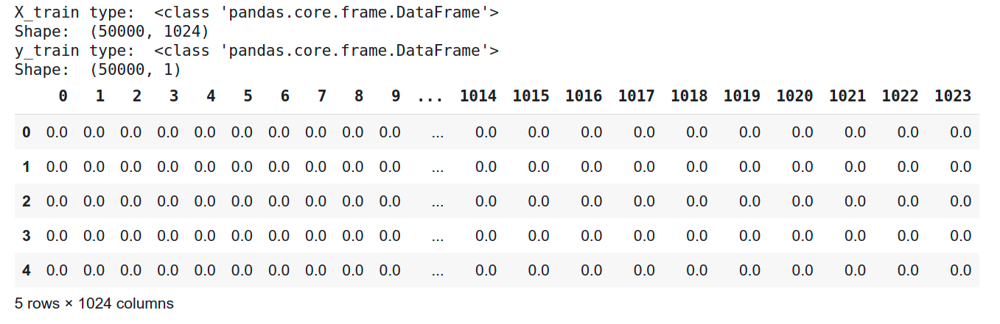 X_train type:  <class 'pandas.core.frame.DataFrame'>
Shape:  (50000, 1024)
y_train type:  <class 'pandas.core.frame.DataFrame'>
Shape:  (50000, 1)
0 1 2 3 4 5 6 7 8 9 ... 1014 1015 1016 1017 1018 1019 1020 1021 1022 1023
0 0.0 0.0 0.0 0.0 0.0 0.0 0.0 0.0 0.0 0.0 ... 0.0 0.0 0.0 0.0 0.0 0.0 0.0 0.0 0.0 0.0
1 0.0 0.0 0.0 0.0 0.0 0.0 0.0 0.0 0.0 0.0 ... 0.0 0.0 0.0 0.0 0.0 0.0 0.0 0.0 0.0 0.0
2 0.0 0.0 0.0 0.0 0.0 0.0 0.0 0.0 0.0 0.0 ... 0.0 0.0 0.0 0.0 0.0 0.0 0.0 0.0 0.0 0.0
3 0.0 0.0 0.0 0.0 0.0 0.0 0.0 0.0 0.0 0.0 ... 0.0 0.0 0.0 0.0 0.0 0.0 0.0 0.0 0.0 0.0
4 0.0 0.0 0.0 0.0 0.0 0.0 0.0 0.0 0.0 0.0 ... 0.0 0.0 0.0 0.0 0.0 0.0 0.0 0.0 0.0 0.0
5 rows × 1024 columns